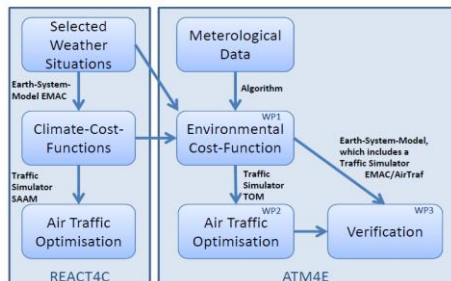 Selected
Weather
Situations
Meterological
Data
Earth-System-
Model EMAC
Algorithm
Climate-Cost-
Functions
WP1
Environmental
Cost-Function
Earth-System-Model,
which includes a
Traffic Simulator
EMAC/AirTraf
Traffic
Simulator
SAAM
Traffic
Simulator
TOM
Air Traffic
Optimisation
WP2
Air Traffic
Optimisation
WP3
Verification
REACT4C
ATM4E